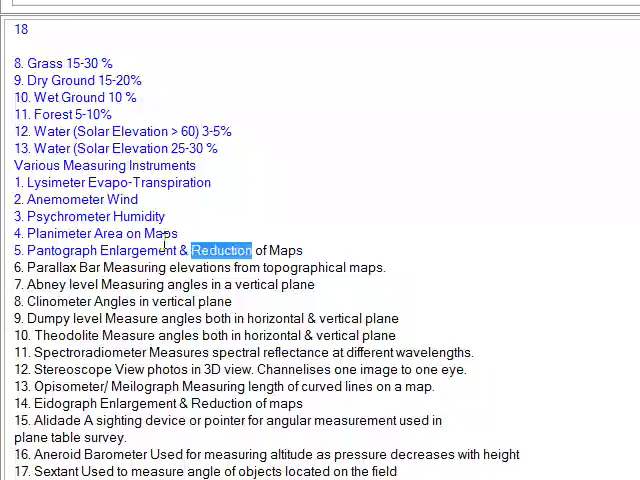 18
8. Grass 15-30 %
9. Dry Ground 15-20%
10. Wet Ground 10 %
11. Forest 5-10%
12. Water (Solar Elevation > 60) 3-5%
13. Water (Solar Elevation 25-30 %
Various Measuring Instruments
1. Lysimeter Evapo-Transpiration
2. Anemometer Wind
3. Psychrometer Humidity
4. Planimeter Area on Maps
5. Pantograph Enlargement & Reduction of Maps
6. Parallax Bar Measuring elevations from topographical maps.
7. Abney level Measuring angles in a vertical plane
8. Clinometer Angles in vertical plane
9. Dumpy level Measure angles both in horizontal & vertical plane
10. Theodolite Measure angles both in horizontal & vertical plane
11. Spectroradiometer Measures spectral reflectance at different wavelengths.
12. Stereoscope View photos in 3D view. Channelises one image to one eye.
13. Opisometer/ Meilograph Measuring length of curved lines on a map.
14. Eidograph Enlargement & Reduction of maps
15. Alidade A sighting device or pointer for angular measurement used in
plane table survey.
16. Aneroid Barometer Used for measuring altitude as pressure decreases with height
17. Sextant Used to measure angle of objects located on the field